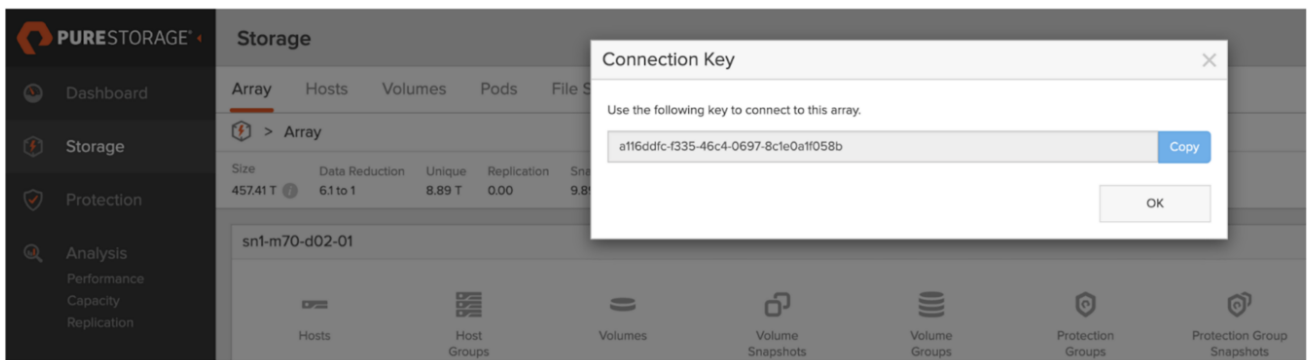 PURESTORAGE®
Dashboard
Storage
Protection
Analysis
Performance
Capacity
Replication
Storage
Array Hosts Volumes Pods File S
> Array
Size Data Reduction Unique Replication Sna
457.41 T 6.1 to 1 8.89 T 0.00 9.8
Connection Key
Use the following key to connect to this array.
a116ddfc-f335-46c4-0697-8c1e0a1f058b Copy
OK
sn1-m70-d02-01
Hosts
Host Groups
Volumes
Volume Snapshots
Volume Groups
Protection Groups
Protection Group Snapshots